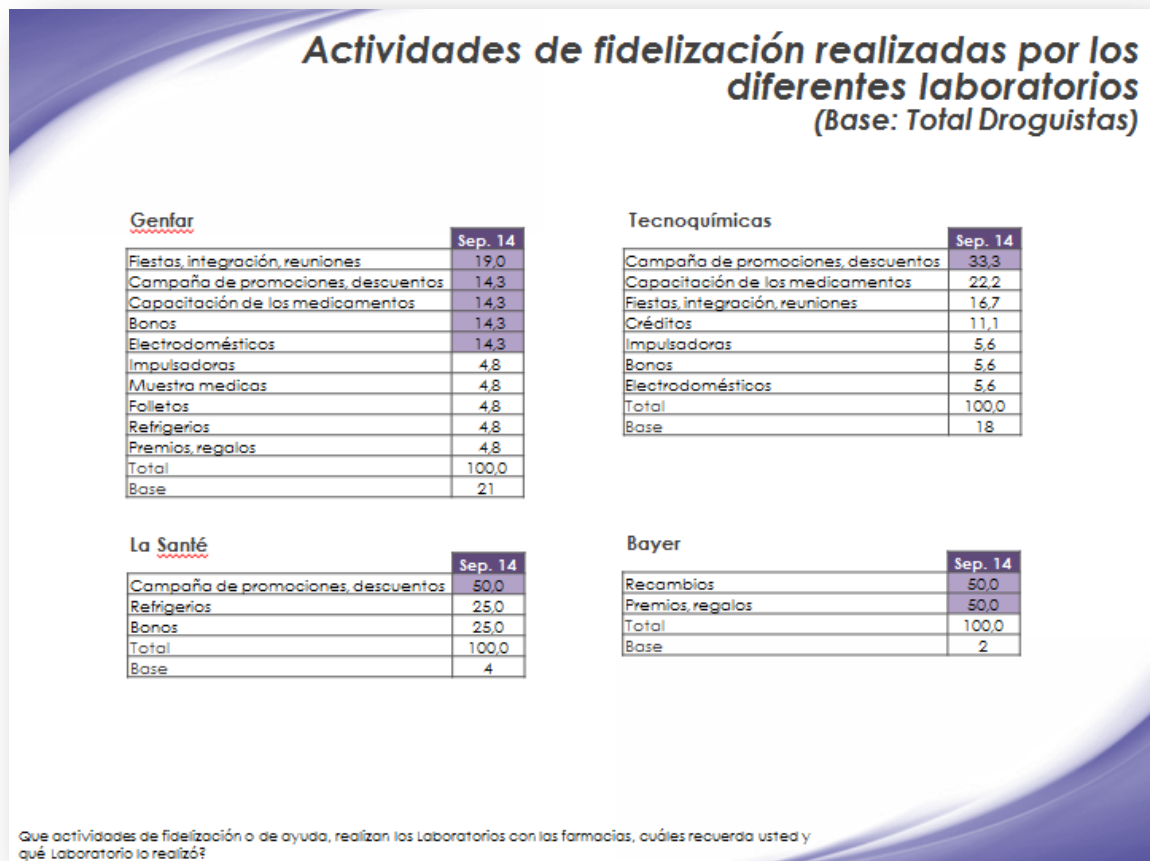 Actividades de fidelización realizadas por los
diferentes laboratorios
(Base: Total Droguistas)
Genfar
Sep. 14
Fiestas, integración, reuniones 19,0
Campaña de promociones, descuentos 14,3
Capacitación de los medicamentos 14,3
Bonos 14,3
Electrodomésticos 14,3
Impulsadoras 4,8
Muestra medicas 4,8
Folletos 4,8
Refrigerios 4,8
Premios, regalos 4,8
Total 100,0
Base 21
Tecnoquímicas
Sep. 14
Campaña de promociones, descuentos 33,3
Capacitación de los medicamentos 22,2
Fiestas, integración, reuniones 16,7
Créditos 11,1
Impulsadoras 5,6
Bonos 5,6
Electrodomésticos 5,6
Total 100,0
Base 18
La Santé
Sep. 14
Campaña de promociones, descuentos 50,0
Refrigerios 25,0
Bonos 25,0
Total 100,0
Base 4
Bayer
Sep. 14
Recambios 50,0
Premios, regalos 50,0
Total 100,0
Base 2
Que actividades de fidelización o de ayuda, realizan los Laboratorios con las farmacias, cuáles recuerda usted y
qué Laboratorio lo realizó?